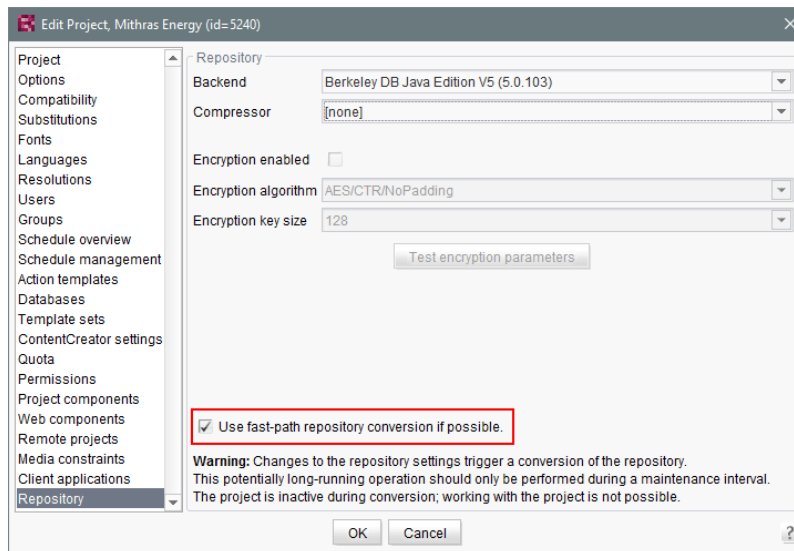 Edit Project, Mithras Energy (id=5240)
Project
Options
Compatibility
Substitutions
Fonts
Languages
Resolutions
Users
Groups
Schedule overview
Schedule management
Action templates
Databases
Template sets
ContentCreator settings
Quota
Permissions
Project components
Web components
Remote projects
Media constraints
Client applications
Repository
Repository
Backend Berkeley DB Java Edition V5 (5.0.103)
Compressor [none]
Encryption enabled
Encryption algorithm AES/CTR/NoPadding
Encryption key size 128
Test encryption parameters
Use fast-path repository conversion if possible.
Warning: Changes to the repository settings trigger a conversion of the repository.
This potentially long-running operation should only be performed during a maintenance interval.
The project is inactive during conversion; working with the project is not possible.
OK Cancel ?